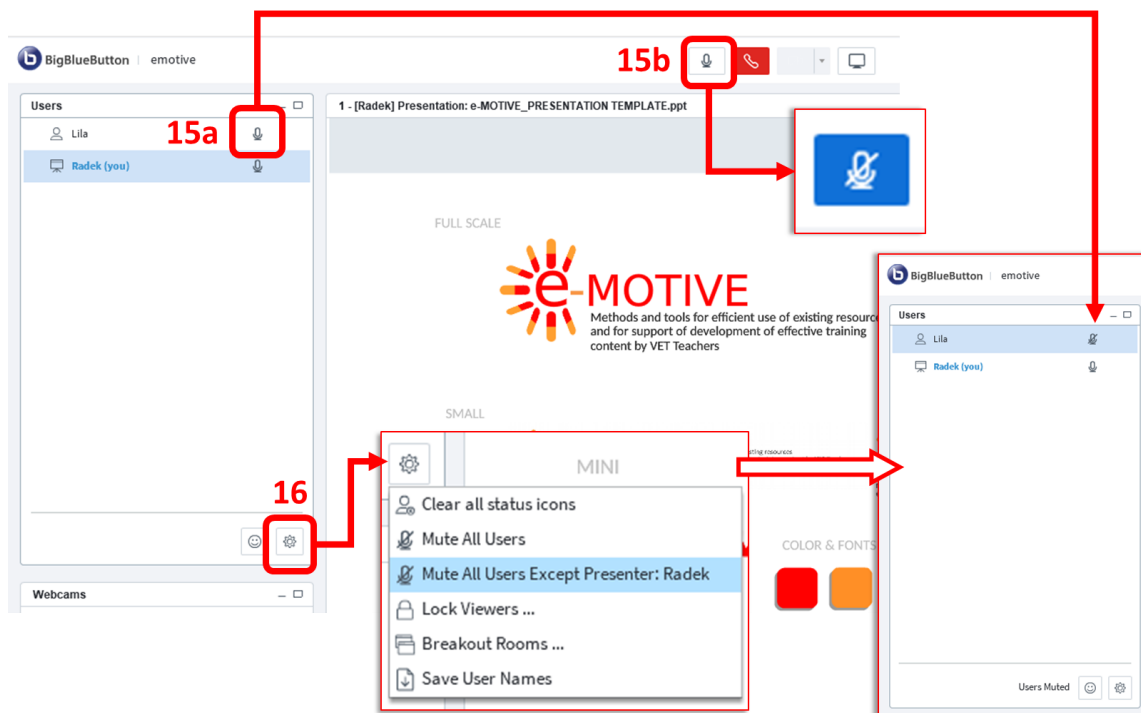 BigBlueButton | emotive
15b
Users
1 - [Radek] Presentation: e-MOTIVE_PRESENTATION TEMPLATE.ppt
Lila
15a
Radek (you)
FULL SCALE
e-MOTIVE
Methods and tools for efficient use of existing resourc
and for support of development of effective training
content by VET Teachers
SMALL
16
Webcams
MINI
Clear all status icons
Mute All Users
Mute All Users Except Presenter: Radek
Lock Viewers ...
Breakout Rooms ...
Save User Names
COLOR & FONTS
BigBlueButton | emotive
Users
Lila
Radek (you)
Users Muted